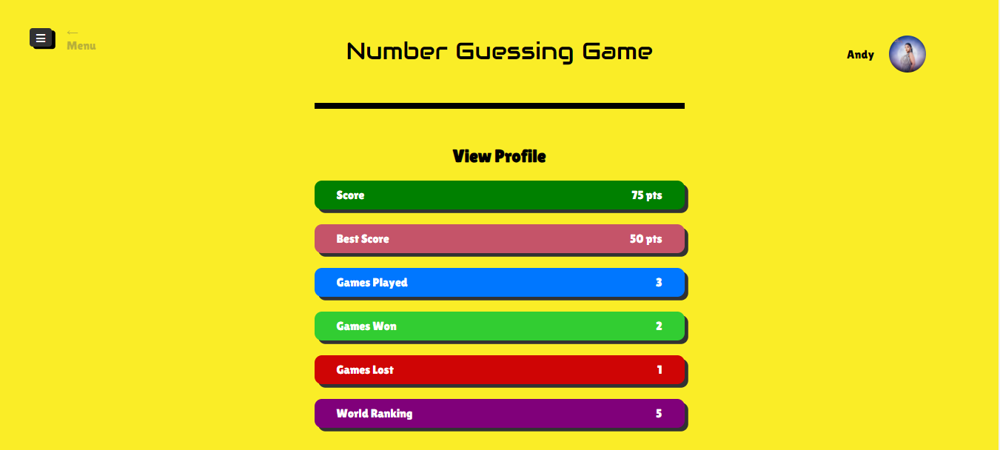 ←
Menu
Number Guessing Game
Andy
View Profile
Score 75 pts
Best Score 50 pts
Games Played 3
Games Won 2
Games Lost 1
World Ranking 5